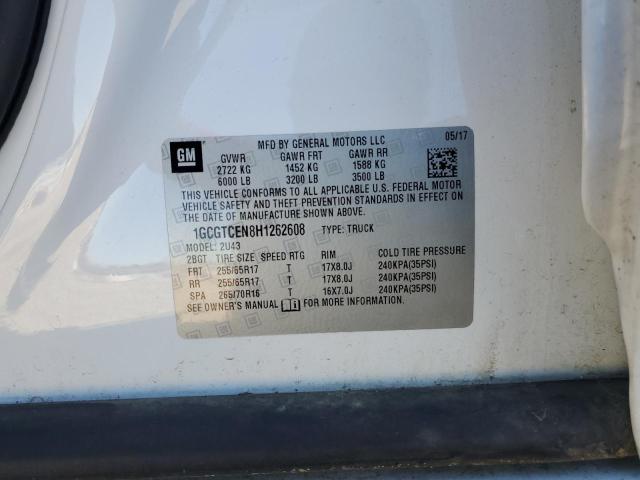 MFD BY GENERAL MOTORS LLC 05/17
GM
GVWR GAWR FRT GAWR RR
2722 KG 1452 KG 1588 KG
6000 LB 3200 LB 3500 LB
THIS VEHICLE CONFORMS TO ALL APPLICABLE U.S. FEDERAL MOTOR
VEHICLE SAFETY AND THEFT PREVENTION STANDARDS IN EFFECT ON
THE DATE OF MANUFACTURE SHOWN ABOVE.
1GCGTCEN8H1262608 TYPE: TRUCK
MODEL: 2U43
2BGT TIRE SIZE SPEED RTG RIM COLD TIRE PRESSURE
FRT 255/65R17 T 17X8.0J 240KPA(35PSI)
RR 255/65R17 T 17X8.0J 240KPA(35PSI)
SPA 265/70R16 T 16X7.0J 240KPA(35PSI)
SEE OWNER'S MANUAL FOR MORE INFORMATION.